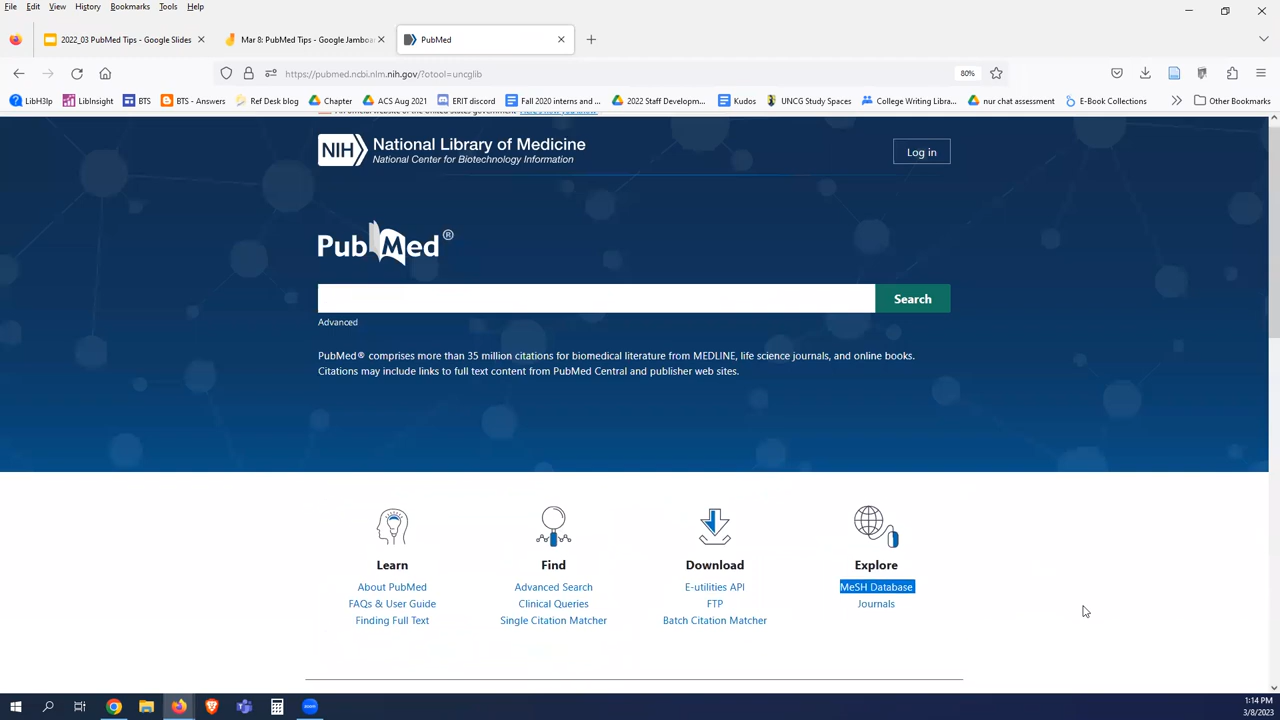 File Edit View History Bookmarks Tools Help
2022_03 PubMed Tips - Google Slides
Mar 8: PubMed Tips - Google Jamboa
PubMed
https://pubmed.ncbi.nlm.nih.gov/?otool=uncglib
80%
LibH3lp LibInsight BTS BTS - Answers Ref Desk blog Chapter ACS Aug 2021 ERIT discord Fall 2020 interns and ... 2022 Staff Developm... Kudos UNCG Study Spaces College Writing Libra... nur chat assessment E-Book Collections Other Bookmarks
NIH National Library of Medicine
National Center for Biotechnology Information
Log in
PubMed®
Search
Advanced
PubMed® comprises more than 35 million citations for biomedical literature from MEDLINE, life science journals, and online books.
Citations may include links to full text content from PubMed Central and publisher web sites.
Learn
About PubMed
FAQs & User Guide
Finding Full Text
Find
Advanced Search
Clinical Queries
Single Citation Matcher
Download
E-utilities API
FTP
Batch Citation Matcher
Explore
MeSH Database
Journals
zoom
1:14 PM
3/8/2023